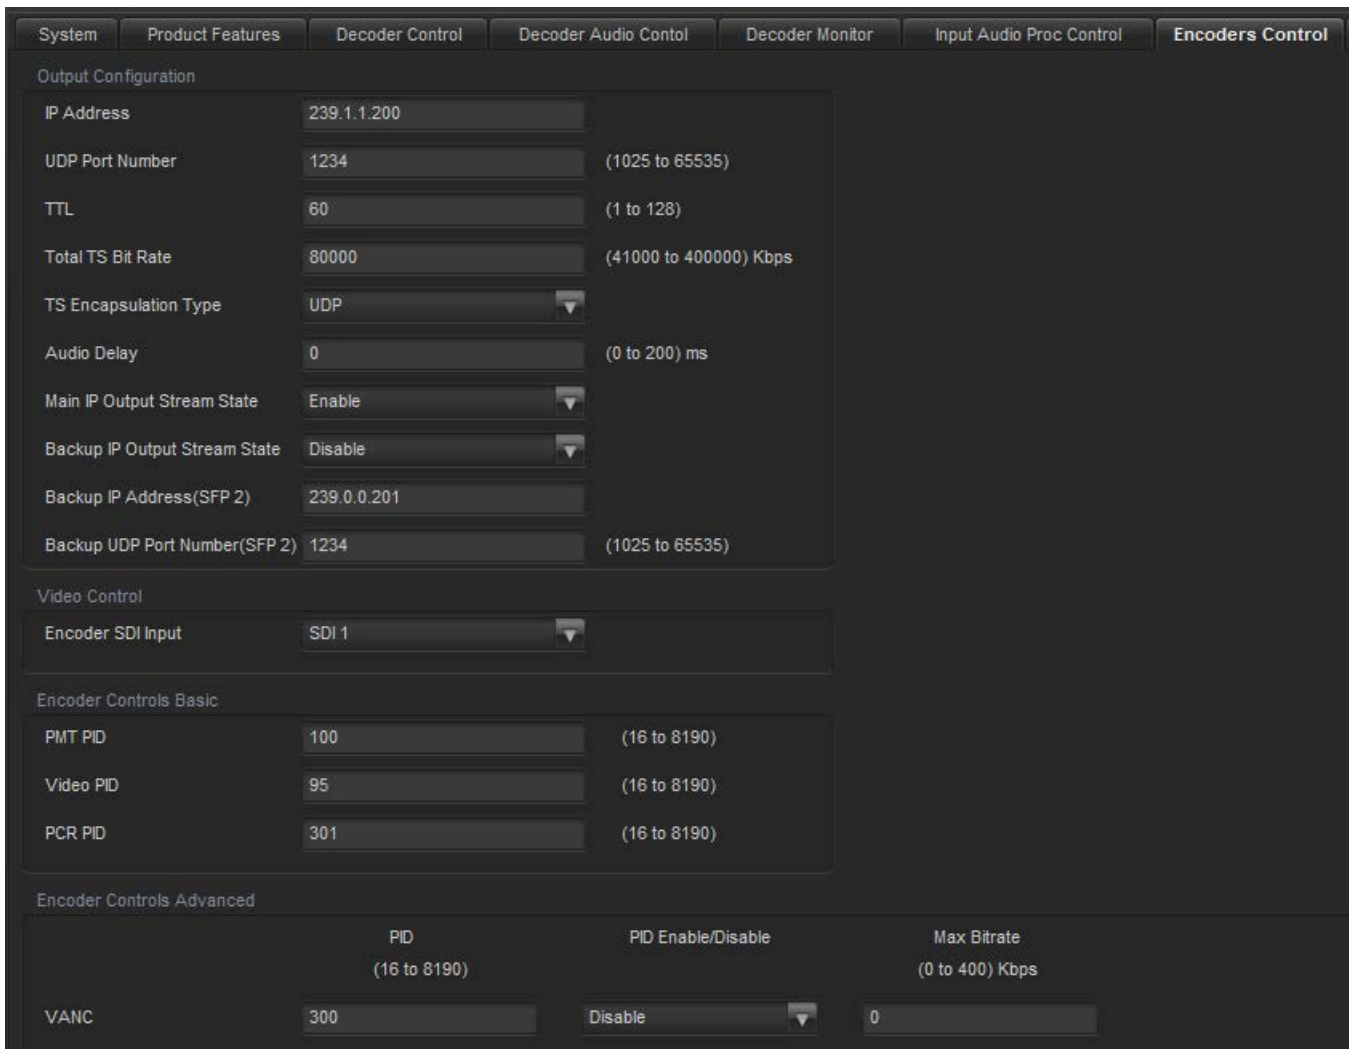 System Product Features Decoder Control Decoder Audio Contol Decoder Monitor Input Audio Proc Control Encoders Control
Output Configuration
IP Address 239.1.1.200
UDP Port Number 1234 (1025 to 65535)
TTL 60 (1 to 128)
Total TS Bit Rate 80000 (41000 to 400000) Kbps
TS Encapsulation Type UDP
Audio Delay 0 (0 to 200) ms
Main IP Output Stream State Enable
Backup IP Output Stream State Disable
Backup IP Address(SFP 2) 239.0.0.201
Backup UDP Port Number(SFP 2) 1234 (1025 to 65535)
Video Control
Encoder SDI Input SDI 1
Encoder Controls Basic
PMT PID 100 (16 to 8190)
Video PID 95 (16 to 8190)
PCR PID 301 (16 to 8190)
Encoder Controls Advanced
PID PID Enable/Disable Max Bitrate
(16 to 8190) (0 to 400) Kbps
VANC 300 Disable 0